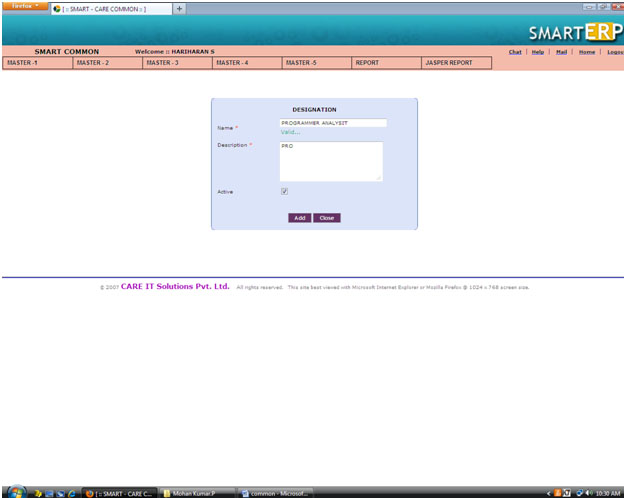 Firefox
[ :: SMART - CARE COMMON :: ]
SMARTERP
SMART COMMON Welcome :: HARIHARAN S Chat | Help | Mail | Home | Logou
MASTER -1 MASTER - 2 MASTER - 3 MASTER - 4 MASTER -5 REPORT JASPER REPORT
DESIGNATION
Name * PROGRAMMER ANALYSIT
Valid...
Description * PRO
Active
Add Close
© 2007 CARE IT Solutions Pvt. Ltd. All rights reserved. This site best viewed with Microsoft Internet Explorer or Mozilla Firefox @ 1024 x 768 screen size.
[ :: SMART - CARE C... Mohan Kumar.P common - Microsof... 10:30 AM